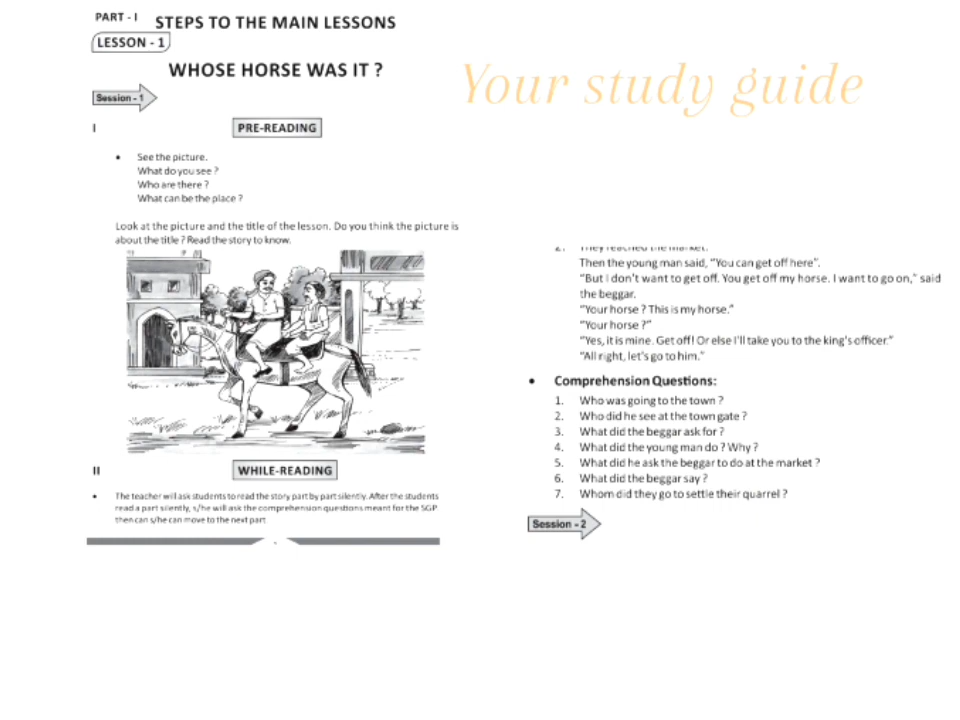 PART - I STEPS TO THE MAIN LESSONS
LESSON - 1
WHOSE HORSE WAS IT ?
Session - 1
I PRE-READING
• See the picture.
What do you see ?
Who are there ?
What can be the place ?
Look at the picture and the title of the lesson. Do you think the picture is
about the title ? Read the story to know.
II WHILE-READING
• The teacher will ask students to read the story part by part silently. After the students
read a part silently, s/he will ask the comprehension questions meant for the SGP
then can s/he can move to the next part
Your study guide
2. They reached the market.
Then the young man said, “You can get off here”.
“But I don’t want to get off. You get off my horse. I want to go on,” said
the beggar.
“Your horse ? This is my horse.”
“Your horse ?”
“Yes, it is mine. Get off! Or else I’ll take you to the king’s officer.”
“All right, let’s go to him.”
• Comprehension Questions:
1. Who was going to the town ?
2. Who did he see at the town gate ?
3. What did the beggar ask for ?
4. What did the young man do ? Why ?
5. What did he ask the beggar to do at the market ?
6. What did the beggar say ?
7. Whom did they go to settle their quarrel ?
Session - 2